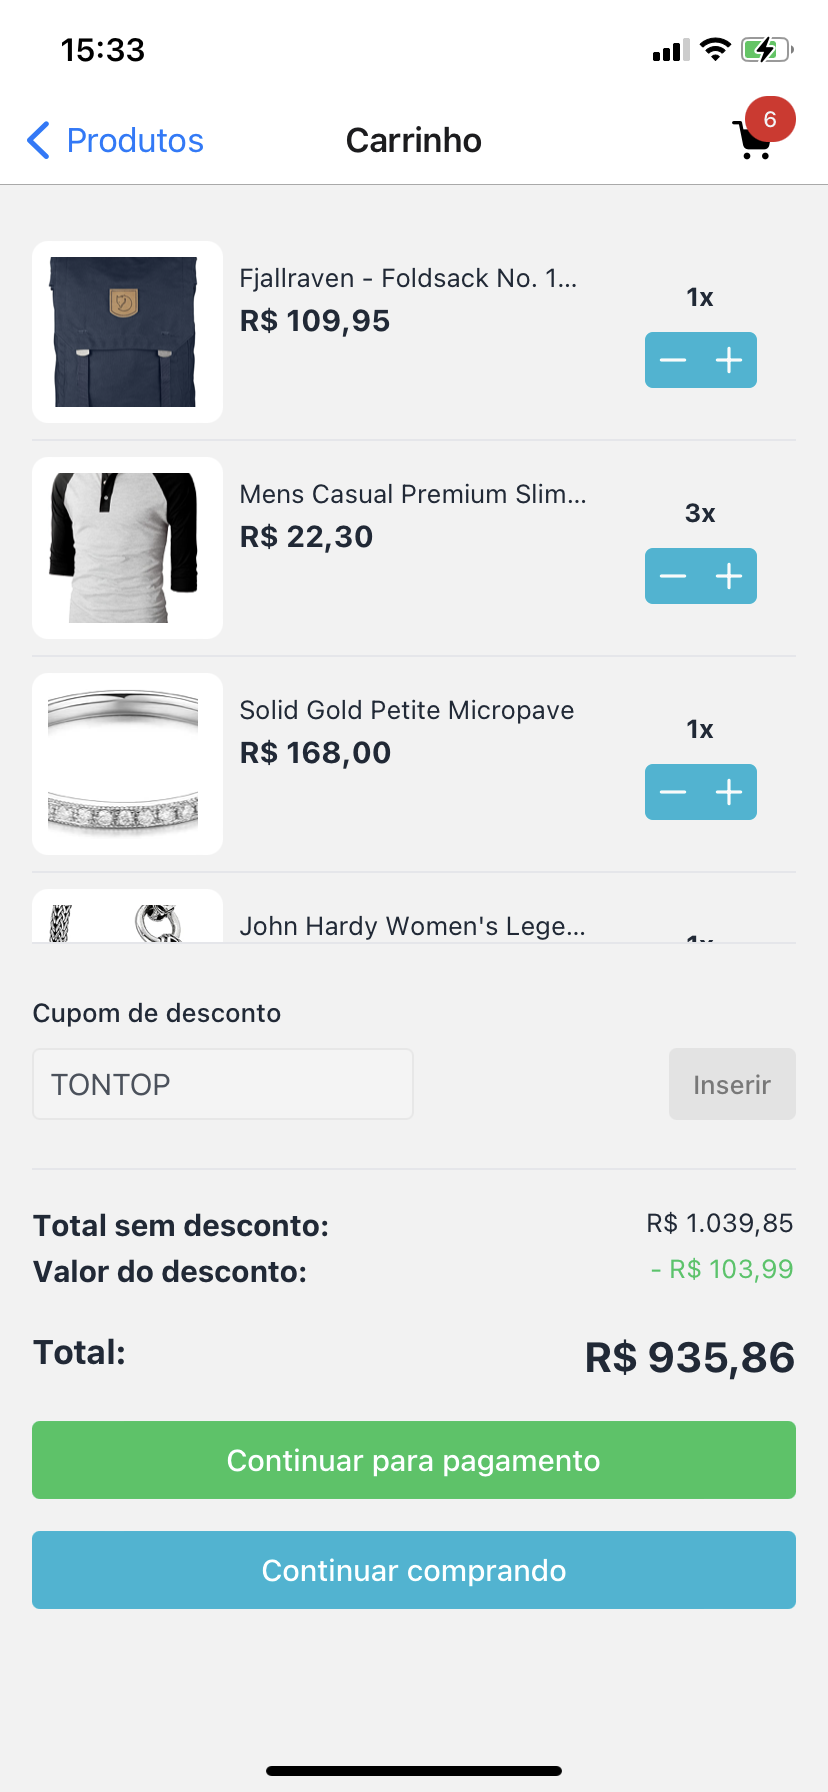 15:33
Produtos
Carrinho
6
Fjallraven - Foldsack No. 1...
R$ 109,95
1x
Mens Casual Premium Slim...
R$ 22,30
3x
Solid Gold Petite Micropave
R$ 168,00
1x
John Hardy Women's Lege...
1x
Cupom de desconto
TONTOP
Inserir
Total sem desconto:
R$ 1.039,85
Valor do desconto:
- R$ 103,99
Total:
R$ 935,86
Continuar para pagamento
Continuar comprando